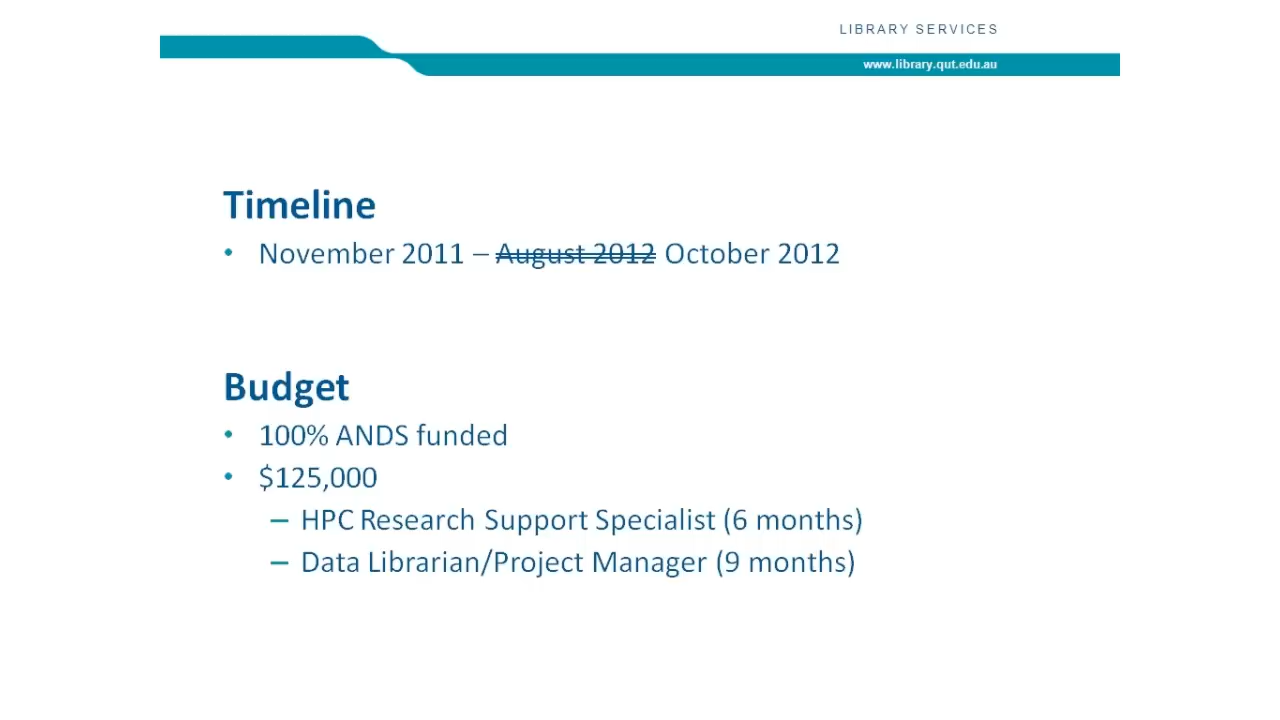 LIBRARY SERVICES
www.library.qut.edu.au
Timeline
• November 2011 – August 2012 October 2012
Budget
• 100% ANDS funded
• $125,000
– HPC Research Support Specialist (6 months)
– Data Librarian/Project Manager (9 months)